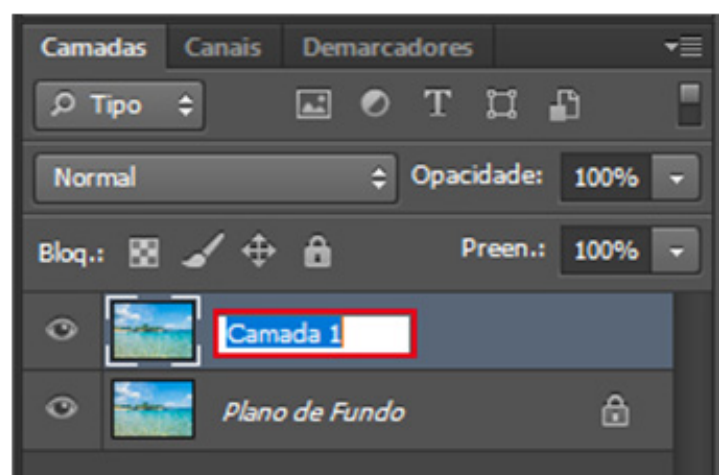 Camadas Canais Demarcadores
Tipo
Normal Opacidade: 100%
Bloq.: Preen.: 100%
Camada 1
Plano de Fundo